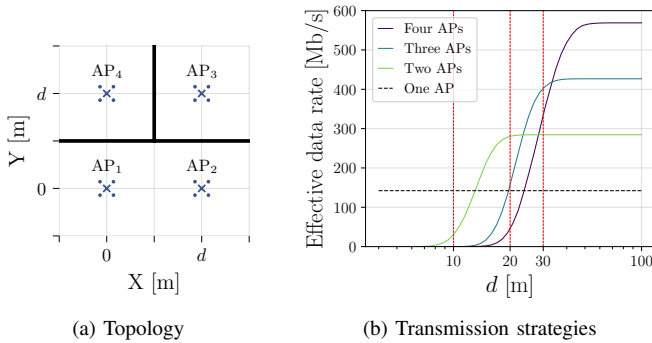 AP₄ AP₃
d
AP₁ AP₂
0
Y [m]
0 d
X [m]
(a) Topology
Effective data rate [Mb/s]
600
500
400
300
200
100
0
Four APs
Three APs
Two APs
One AP
10 20 30 100
d [m]
(b) Transmission strategies